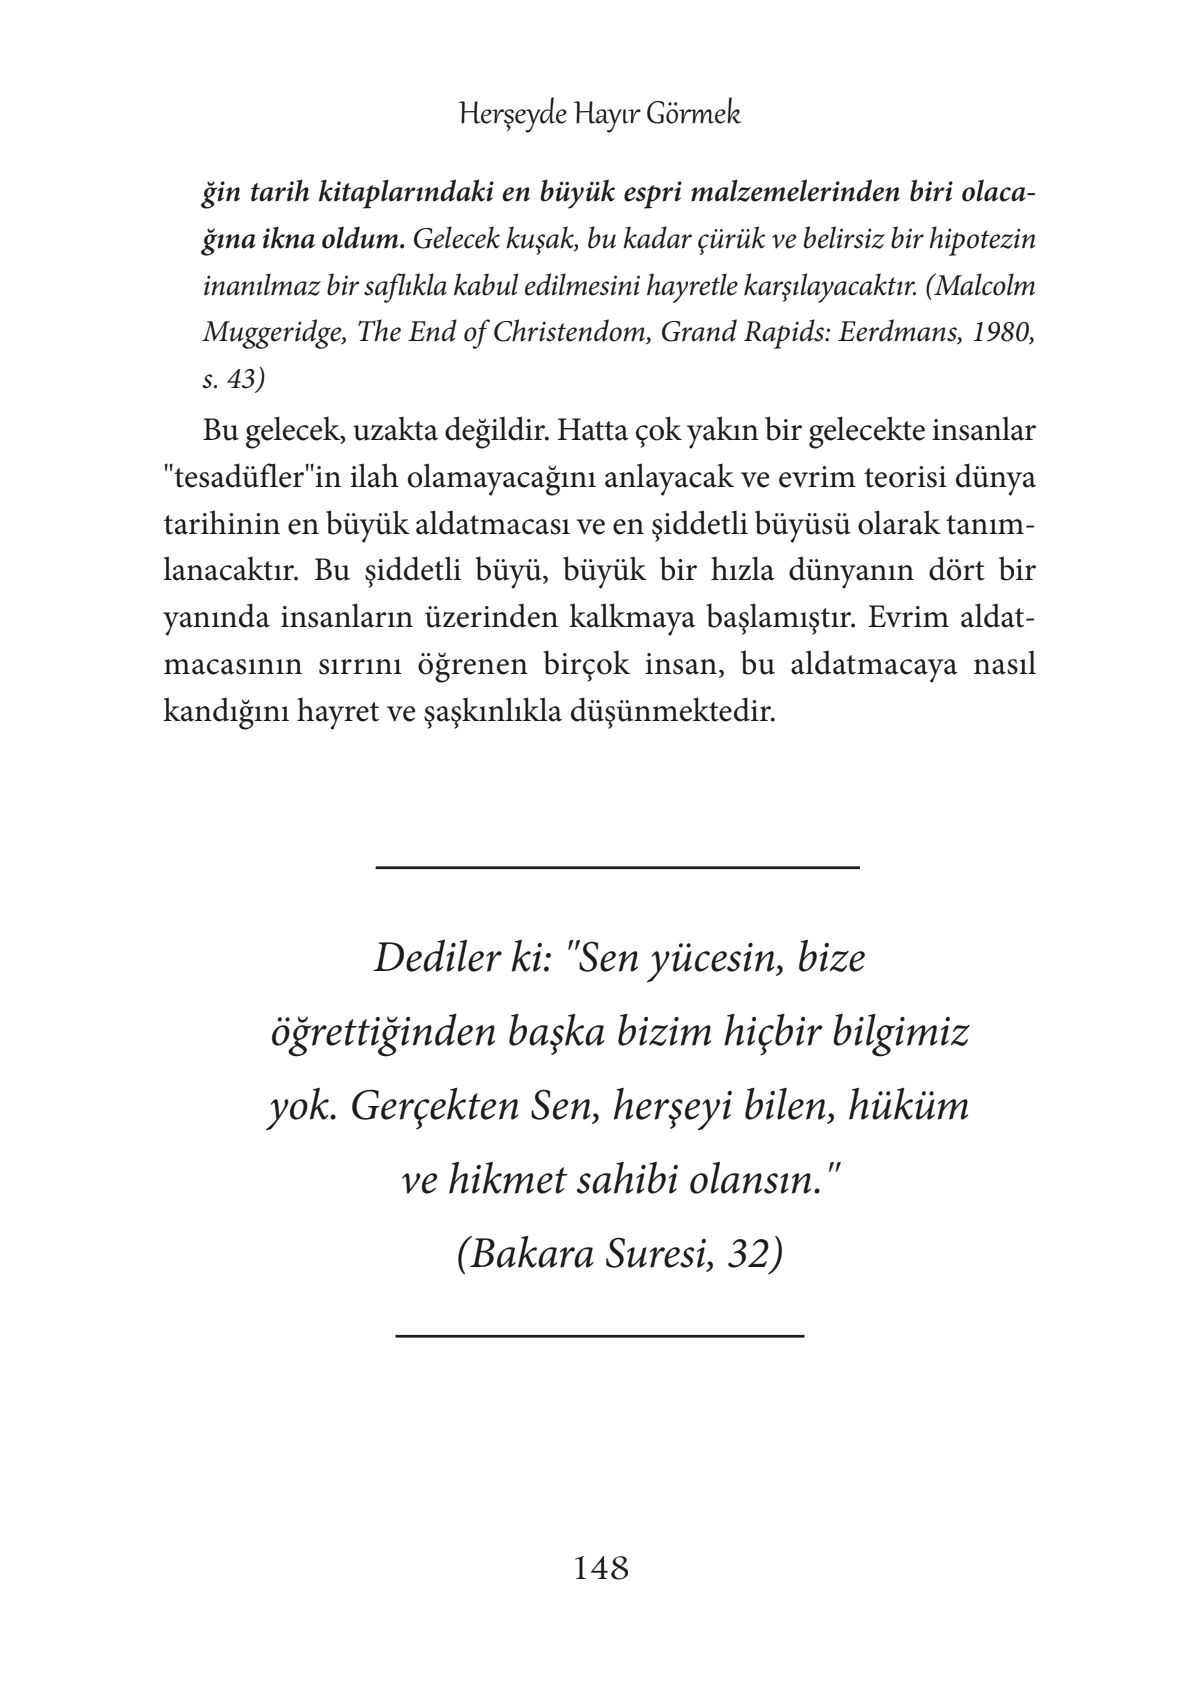 Herşeyde Hayır Görmek
ğin tarih kitaplarındaki en büyük espri malzemelerinden biri olaca-
ğına ikna oldum. Gelecek kuşak, bu kadar çürük ve belirsiz bir hipotezin
inanılmaz bir saflıkla kabul edilmesini hayretle karşılayacaktır. (Malcolm
Muggeridge, The End of Christendom, Grand Rapids: Eerdmans, 1980,
s. 43)
Bu gelecek, uzakta değildir. Hatta çok yakın bir gelecekte insanlar
"tesadüfler"in ilah olamayacağını anlayacak ve evrim teorisi dünya
tarihinin en büyük aldatmacası ve en şiddetli büyüsü olarak tanım-
lanacaktır. Bu şiddetli büyü, büyük bir hızla dünyanın dört bir
yanında insanların üzerinden kalkmaya başlamıştır. Evrim aldat-
macasının sırrını öğrenen birçok insan, bu aldatmacaya nasıl
kandığını hayret ve şaşkınlıkla düşünmektedir.
Dediler ki: "Sen yücesin, bize
öğrettiğinden başka bizim hiçbir bilgimiz
yok. Gerçekten Sen, herşeyi bilen, hüküm
ve hikmet sahibi olansın."
(Bakara Suresi, 32)
148